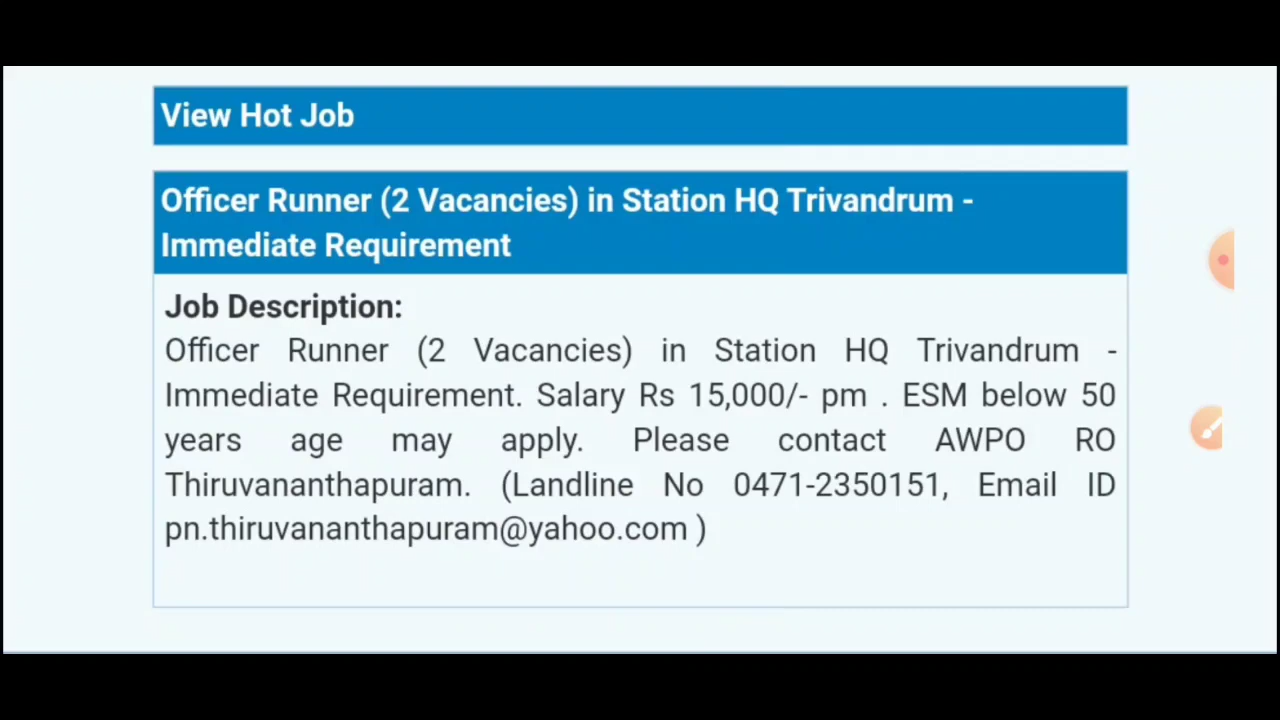 View Hot Job
Officer Runner (2 Vacancies) in Station HQ Trivandrum -
Immediate Requirement
Job Description:
Officer Runner (2 Vacancies) in Station HQ Trivandrum -
Immediate Requirement. Salary Rs 15,000/- pm . ESM below 50
years age may apply. Please contact AWPO RO
Thiruvananthapuram. (Landline No 0471-2350151, Email ID
pn.thiruvananthapuram@yahoo.com )